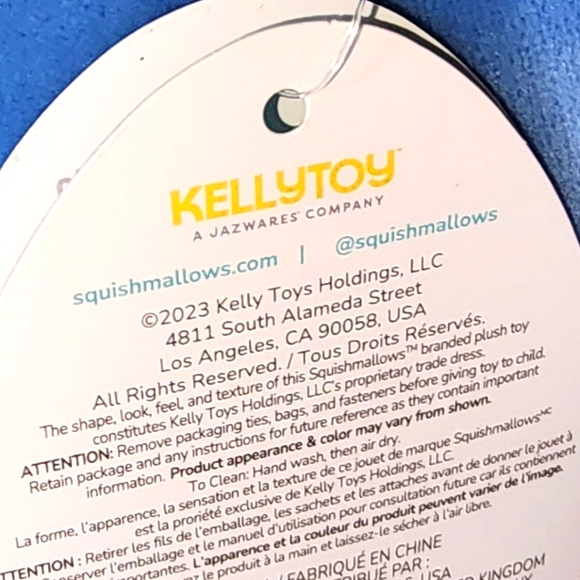 KELLYTOY™
A JAZWARES® COMPANY
squishmallows.com | @squishmallows
©2023 Kelly Toys Holdings, LLC
4811 South Alameda Street
Los Angeles, CA 90058, USA
All Rights Reserved. / Tous Droits Réservés.
The shape, look, feel, and texture of this Squishmallows™ branded plush toy
constitutes Kelly Toys Holdings, LLC's proprietary trade dress.
ATTENTION: Remove packaging ties, bags, and fasteners before giving toy to child.
Retain package and any instructions for future reference as they contain important
information. Product appearance & color may vary from shown.
To Clean: Hand wash, then air dry.
La forme, l'apparence, la sensation et la texture de ce jouet de marque Squishmallows MC
est la proriété exclusive de Kelly Toys Holdings, LLC
ATTENTION : Retirer les fils de l'emballage, les sachets et les attaches avant de donner le jouet à
Conserver l'emballage et le manuel d'utilisation pour consultation future car ils contiennent
importantes. L'apparence et la couleur du produit peuvent varier de l'image.
le produit à la main et laissez-le sécher à l'air libre.
/ FABRIQUÉ EN CHINE
PAR :
USA
KINGDOM